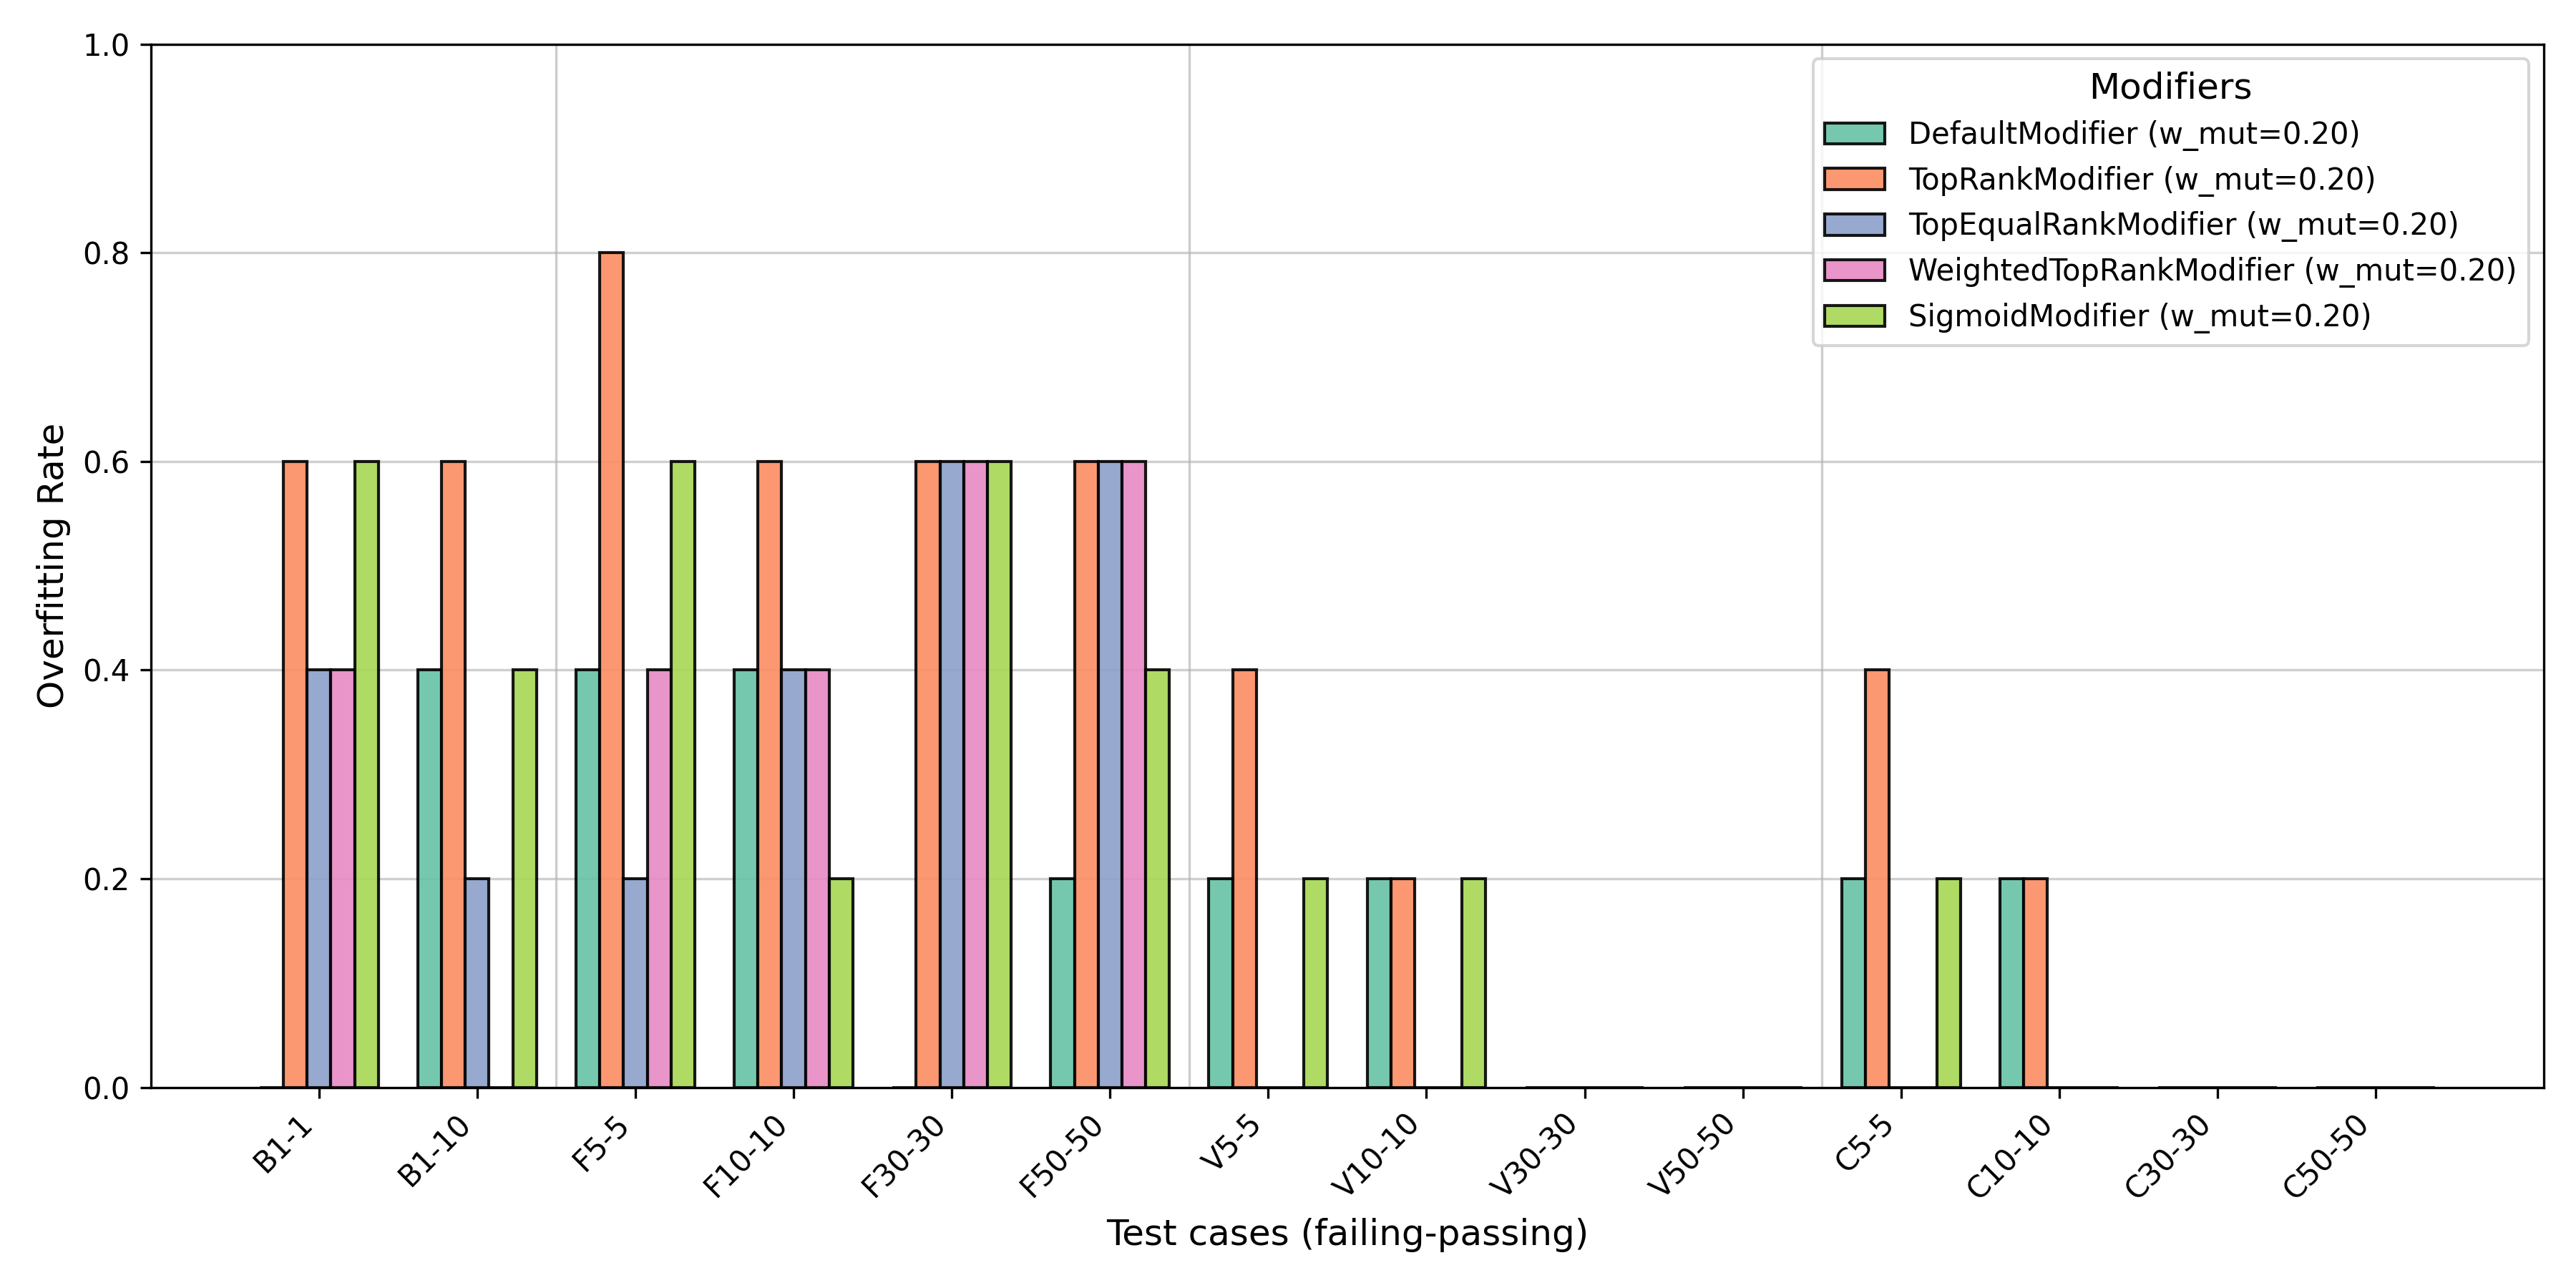 1.0
0.8
0.6
0.4
0.2
0.0
Overfitting Rate
Modifiers
DefaultModifier (w_mut=0.20)
TopRankModifier (w_mut=0.20)
TopEqualRankModifier (w_mut=0.20)
WeightedTopRankModifier (w_mut=0.20)
SigmoidModifier (w_mut=0.20)
B1-1
B1-10
F5-5
F10-10
F30-30
F50-50
V5-5
V10-10
V30-30
V50-50
C5-5
C10-10
C30-30
C50-50
Test cases (failing-passing)